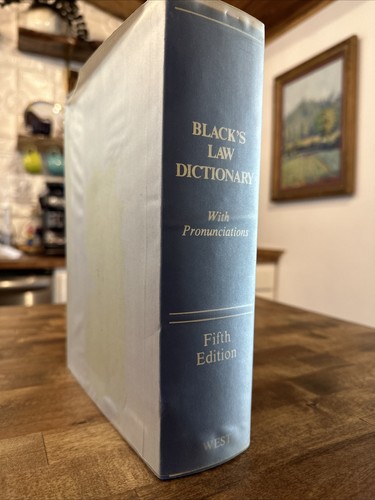 BLACK'S
LAW
DICTIONARY
With
Pronunciations
Fifth
Edition
WEST